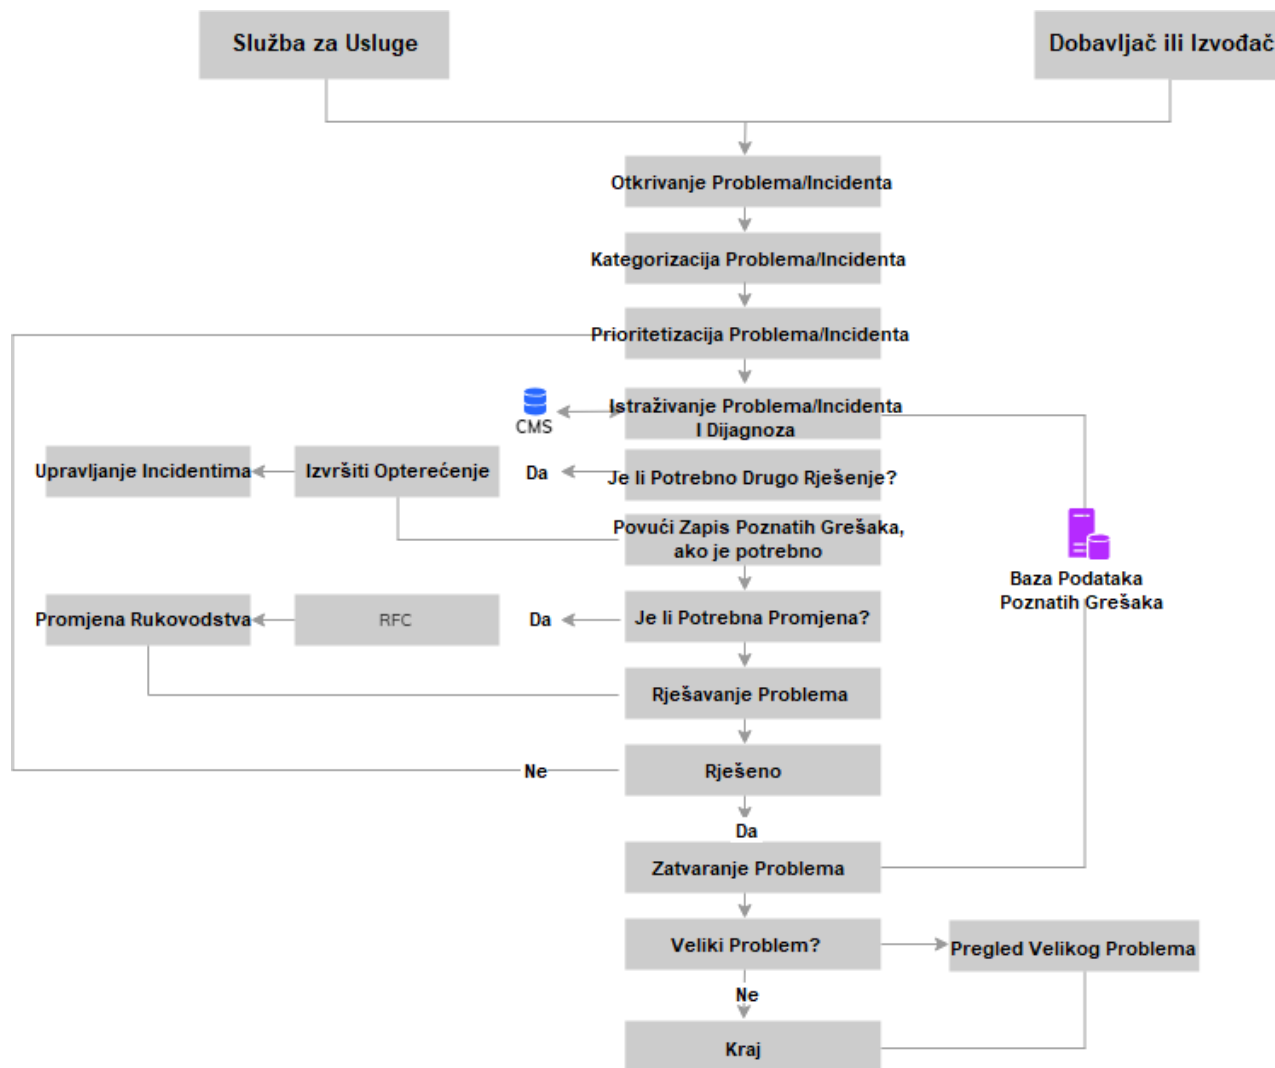 Služba za Usluge
Dobavljač ili Izvođač
Otkrivanje Problema/Incidenta
Kategorizacija Problema/Incidenta
Prioritetizacija Problema/Incidenta
Istraživanje Problema/Incidenta
I Dijagnoza
CMS
Upravljanje Incidentima
Izvršiti Opterećenje
Da
Je li Potrebno Drugo Rješenje?
Povući Zapis Poznatih Grešaka,
ako je potrebno
Baza Podataka
Poznatih Grešaka
Promjena Rukovodstva
RFC
Da
Je li Potrebna Promjena?
Rješavanje Problema
Ne
Rješeno
Da
Zatvaranje Problema
Veliki Problem?
Pregled Velikog Problema
Ne
Kraj